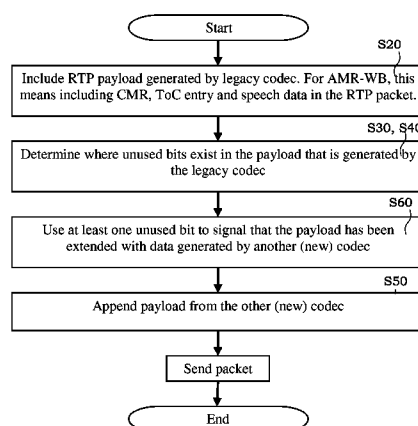 Start
S20
Include RTP payload generated by legacy codec. For AMR-WB, this
means including CMR, ToC entry and speech data in the RTP packet.
S30, S40
Determine where unused bits exist in the payload that is generated by
the legacy codec
S60
Use at least one unused bit to signal that the payload has been
extended with data generated by another (new) codec
S50
Append payload from the other (new) codec
Send packet
End